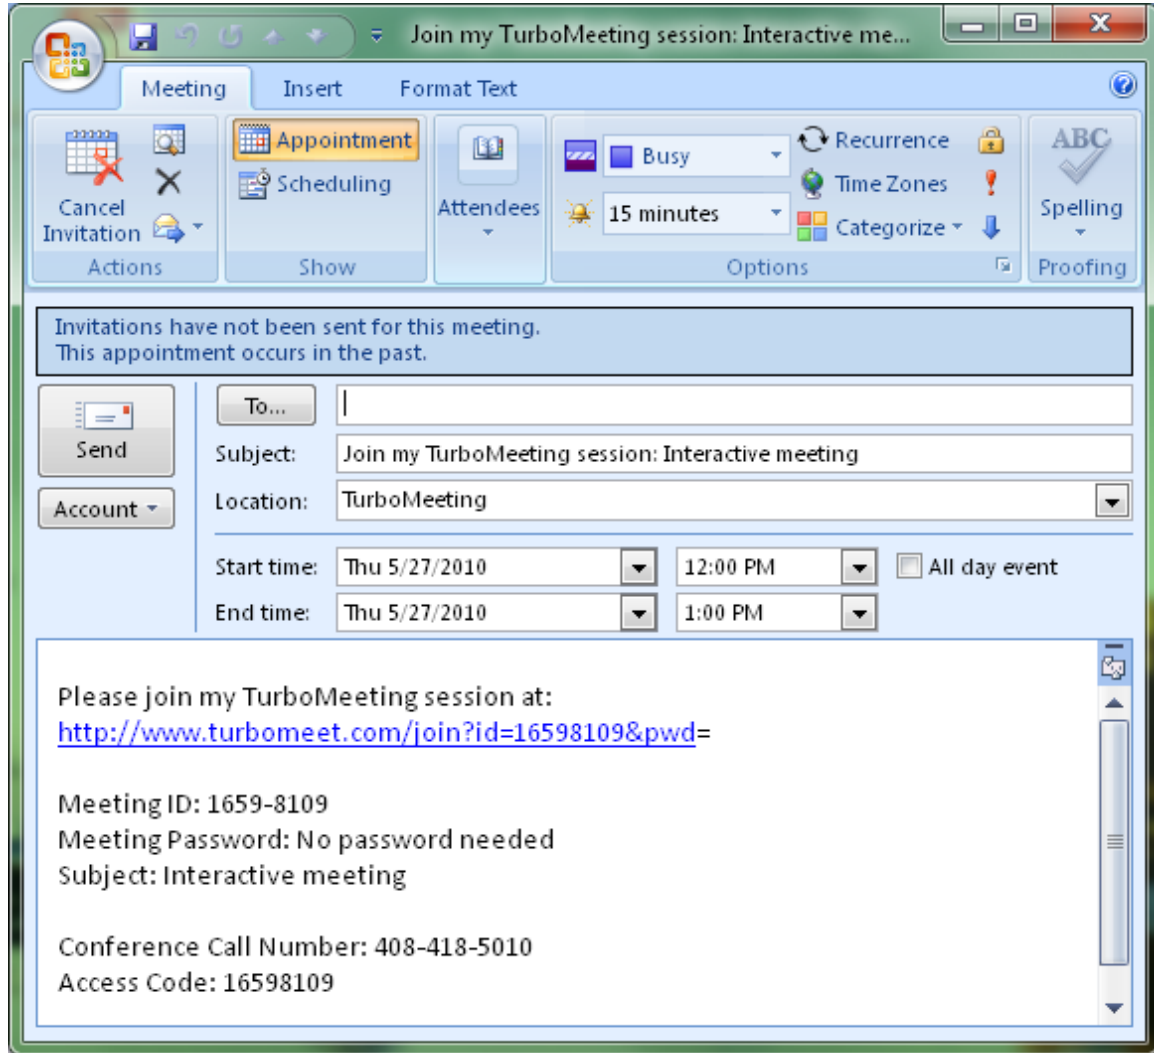 Join my TurboMeeting session: Interactive me...
Meeting Insert Format Text
Cancel Invitation
Actions
Appointment
Scheduling
Show
Attendees
Busy
15 minutes
Recurrence
Time Zones
Categorize
Options
ABC
Spelling
Proofing
Invitations have not been sent for this meeting.
This appointment occurs in the past.
Send
Account
To...
Subject: Join my TurboMeeting session: Interactive meeting
Location: TurboMeeting
Start time: Thu 5/27/2010 12:00 PM All day event
End time: Thu 5/27/2010 1:00 PM
Please join my TurboMeeting session at:
http://www.turbomeet.com/join?id=16598109&pwd=
Meeting ID: 1659-8109
Meeting Password: No password needed
Subject: Interactive meeting
Conference Call Number: 408-418-5010
Access Code: 16598109